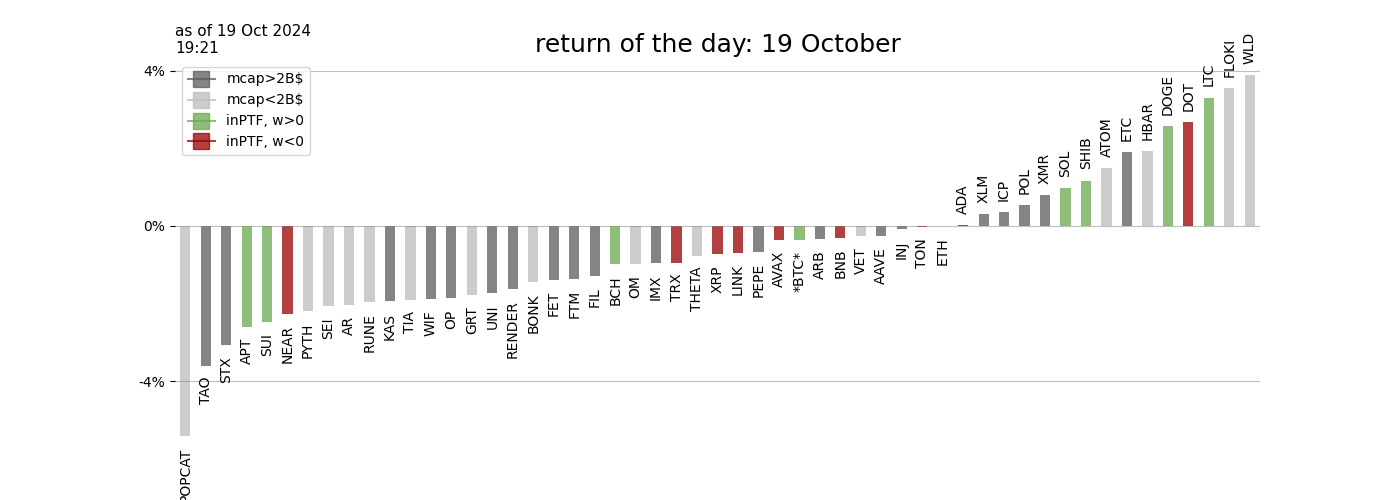 as of 19 Oct 2024
19:21
return of the day: 19 October
4%
0%
-4%
mcap>2B$
mcap<2B$
inPTF, w>0
inPTF, w<0
POPCAT
TAO
STX
APT
SUI
NEAR
PYTH
SEI
AR
RUNE
KAS
TIA
WIF
OP
GRT
UNI
RENDER
BONK
FET
FTM
FIL
BCH
OM
IMX
TRX
THETA
XRP
LINK
PEPE
AVAX
*BTC*
ARB
BNB
VET
AAVE
INJ
TON
ETH
ADA
XLM
ICP
POL
XMR
SOL
SHIB
ATOM
ETC
HBAR
DOGE
DOT
LTC
FLOKI
WLD